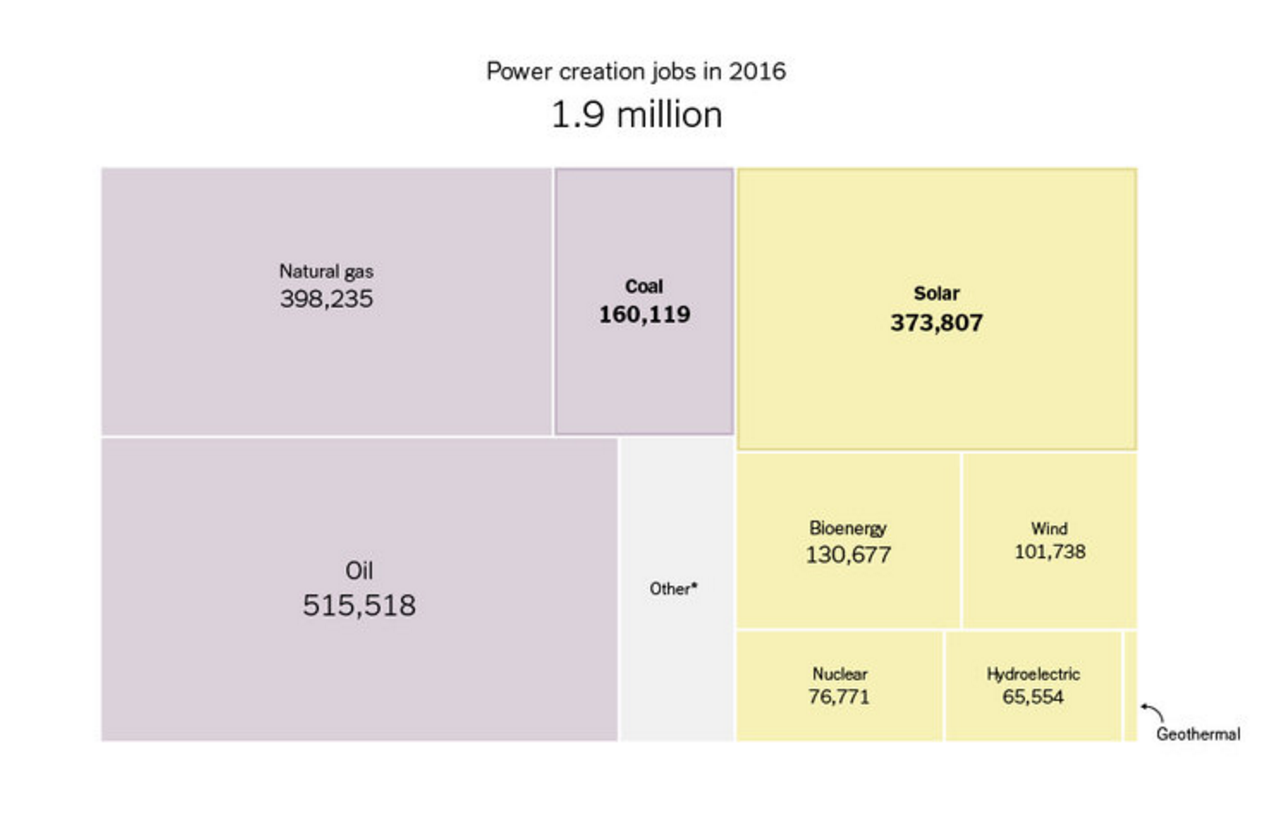 Power creation jobs in 2016
1.9 million
Natural gas
398,235
Coal
160,119
Solar
373,807
Oil
515,518
Other*
Bioenergy
130,677
Wind
101,738
Nuclear
76,771
Hydroelectric
65,554
Geothermal